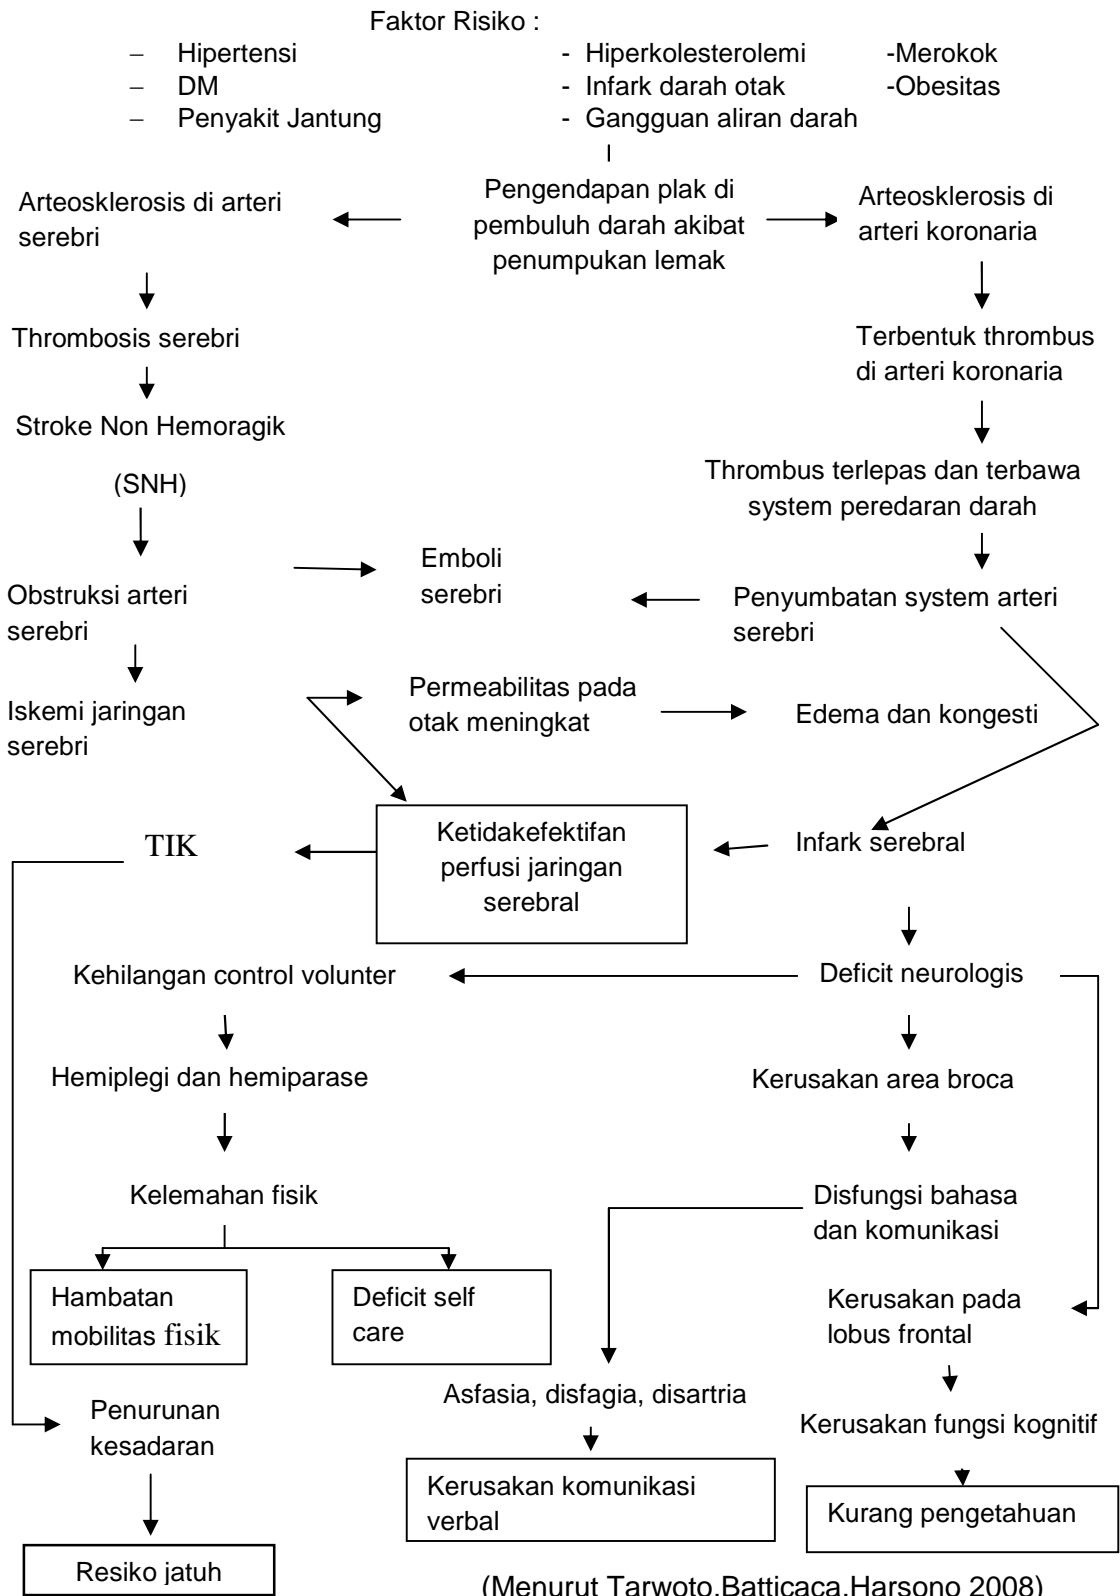 Faktor Risiko :
– Hipertensi - Hiperkolesterolemi -Merokok
– DM - Infark darah otak -Obesitas
– Penyakit Jantung - Gangguan aliran darah
Arteosklerosis di arteri
serebri
Pengendapan plak di
pembuluh darah akibat
penumpukan lemak
Arteosklerosis di
arteri koronaria
Thrombosis serebri
Terbentuk thrombus
di arteri koronaria
Stroke Non Hemoragik
(SNH)
Thrombus terlepas dan terbawa
system peredaran darah
Obstruksi arteri
serebri
Emboli
serebri
Penyumbatan system arteri
serebri
Iskemi jaringan
serebri
Permeabilitas pada
otak meningkat
Edema dan kongesti
TIK
Ketidakefektifan
perfusi jaringan
serebral
Infark serebral
Kehilangan control volunter
Deficit neurologis
Hemiplegi dan hemiparase
Kerusakan area broca
Kelemahan fisik
Disfungsi bahasa
dan komunikasi
Hambatan
mobilitas fisik
Deficit self
care
Kerusakan pada
lobus frontal
Penurunan
kesadaran
Asfasia, disfagia, disartria
Kerusakan fungsi kognitif
Kerusakan komunikasi
verbal
Kurang pengetahuan
Resiko jatuh
(Menurut Tarwoto,Batticaca,Harsono 2008)